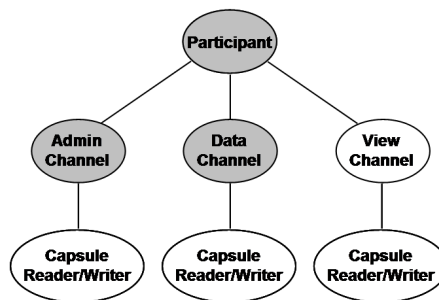 Participant
Admin
Channel
Data
Channel
View
Channel
Capsule
Reader/Writer
Capsule
Reader/Writer
Capsule
Reader/Writer